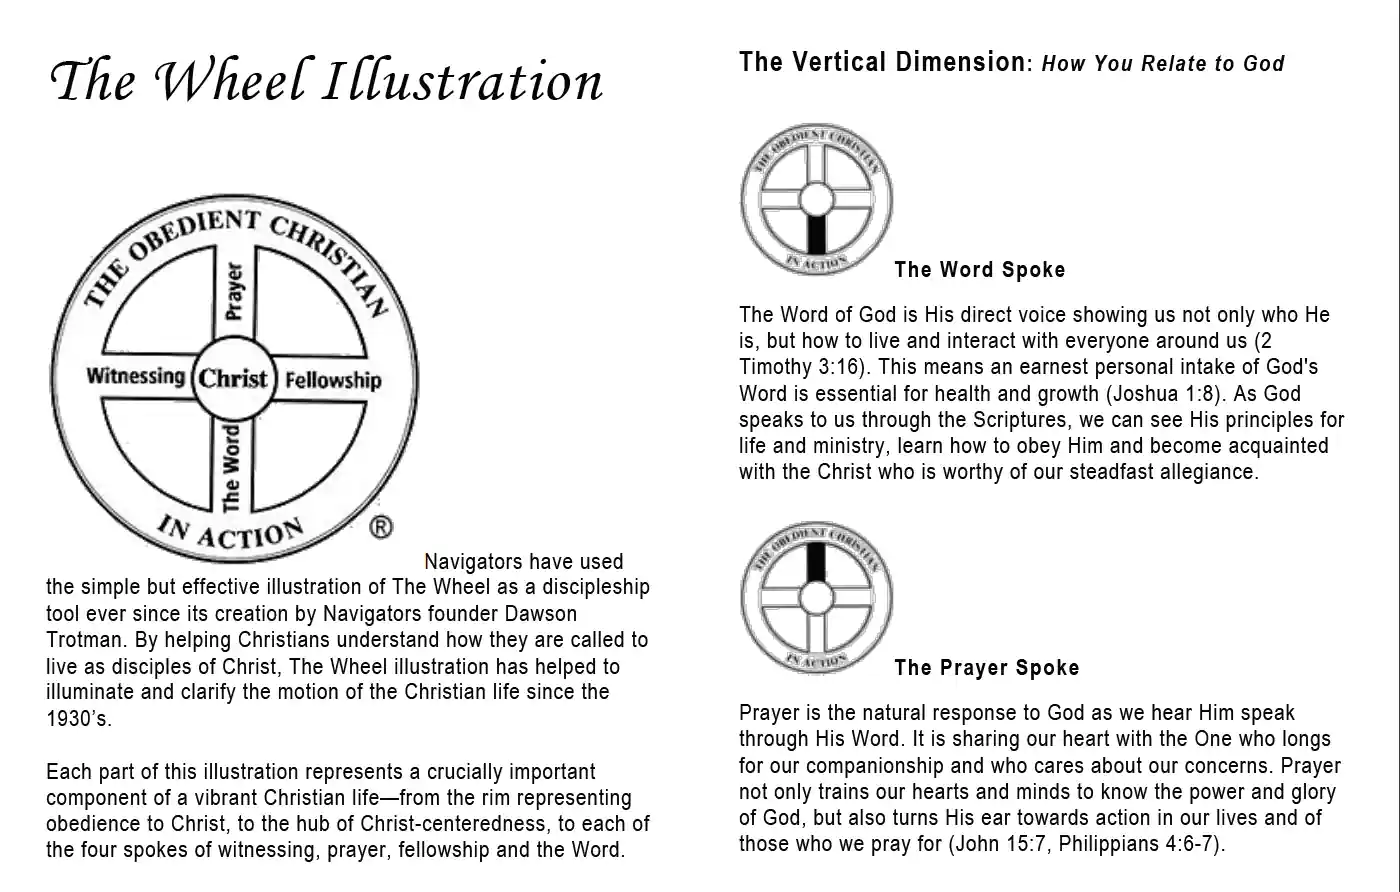 The Wheel Illustration
THE OBEDIENT CHRISTIAN
Prayer
Witnessing Christ Fellowship
The Word
IN ACTION
®
Navigators have used
the simple but effective illustration of The Wheel as a discipleship
tool ever since its creation by Navigators founder Dawson
Trotman. By helping Christians understand how they are called to
live as disciples of Christ, The Wheel illustration has helped to
illuminate and clarify the motion of the Christian life since the
1930’s.
Each part of this illustration represents a crucially important
component of a vibrant Christian life—from the rim representing
obedience to Christ, to the hub of Christ-centeredness, to each of
the four spokes of witnessing, prayer, fellowship and the Word.
The Vertical Dimension: How You Relate to God
THE OBEDIENT CHRISTIAN
IN ACTION
The Word Spoke
The Word of God is His direct voice showing us not only who He
is, but how to live and interact with everyone around us (2
Timothy 3:16). This means an earnest personal intake of God's
Word is essential for health and growth (Joshua 1:8). As God
speaks to us through the Scriptures, we can see His principles for
life and ministry, learn how to obey Him and become acquainted
with the Christ who is worthy of our steadfast allegiance.
THE OBEDIENT CHRISTIAN
IN ACTION
The Prayer Spoke
Prayer is the natural response to God as we hear Him speak
through His Word. It is sharing our heart with the One who longs
for our companionship and who cares about our concerns. Prayer
not only trains our hearts and minds to know the power and glory
of God, but also turns His ear towards action in our lives and of
those who we pray for (John 15:7, Philippians 4:6-7).